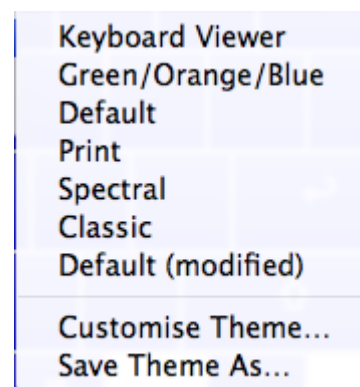 Keyboard Viewer
Green/Orange/Blue
Default
Print
Spectral
Classic
Default (modified)
Customise Theme...
Save Theme As...